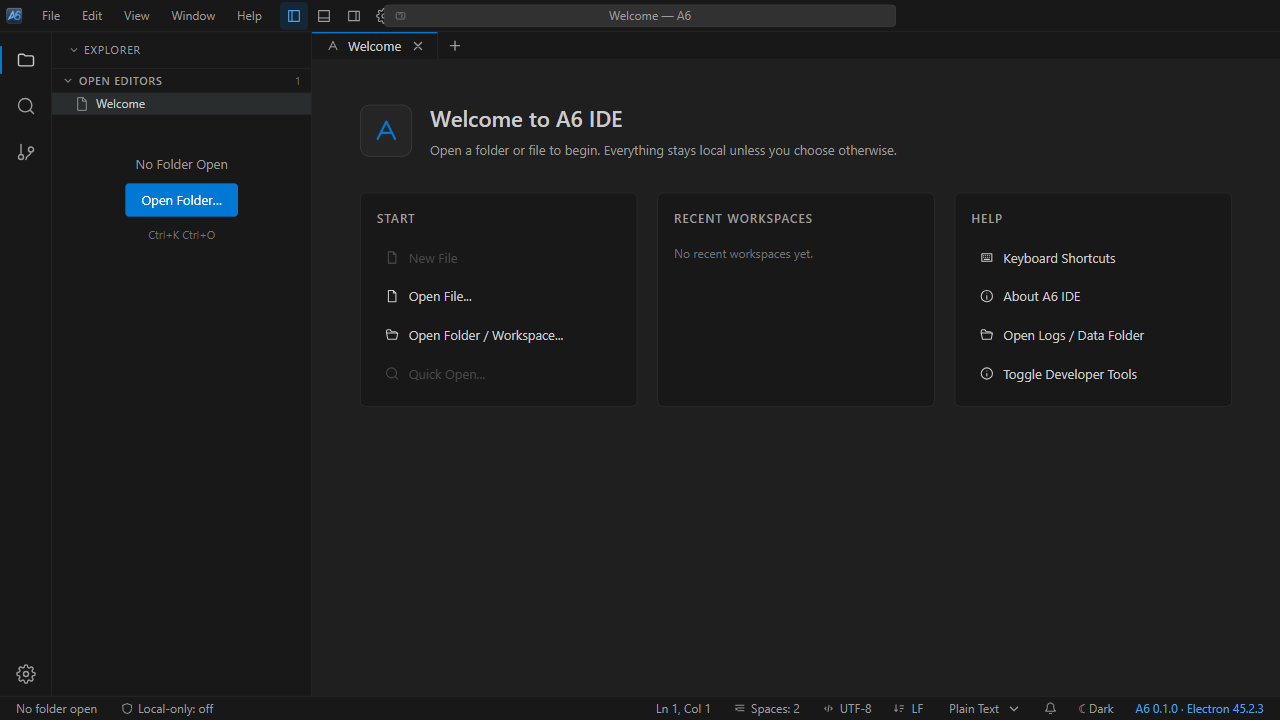 A6 File Edit View Window Help Welcome — A6
EXPLORER
Welcome
OPEN EDITORS 1
Welcome
No Folder Open
Open Folder...
Ctrl+K Ctrl+O
Welcome to A6 IDE
Open a folder or file to begin. Everything stays local unless you choose otherwise.
START
New File
Open File...
Open Folder / Workspace...
Quick Open...
RECENT WORKSPACES
No recent workspaces yet.
HELP
Keyboard Shortcuts
About A6 IDE
Open Logs / Data Folder
Toggle Developer Tools
No folder open Local-only: off Ln 1, Col 1 Spaces: 2 UTF-8 LF Plain Text Dark A6 0.1.0 · Electron 45.2.3